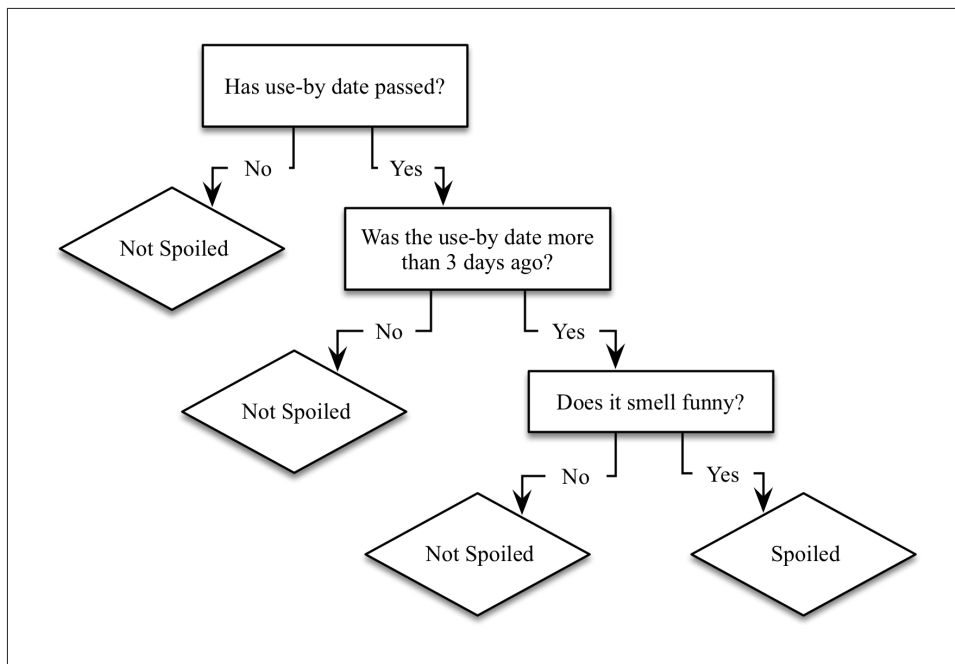 Has use-by date passed?
No
Yes
Not Spoiled
Was the use-by date more
than 3 days ago?
No
Yes
Not Spoiled
Does it smell funny?
No
Yes
Not Spoiled
Spoiled